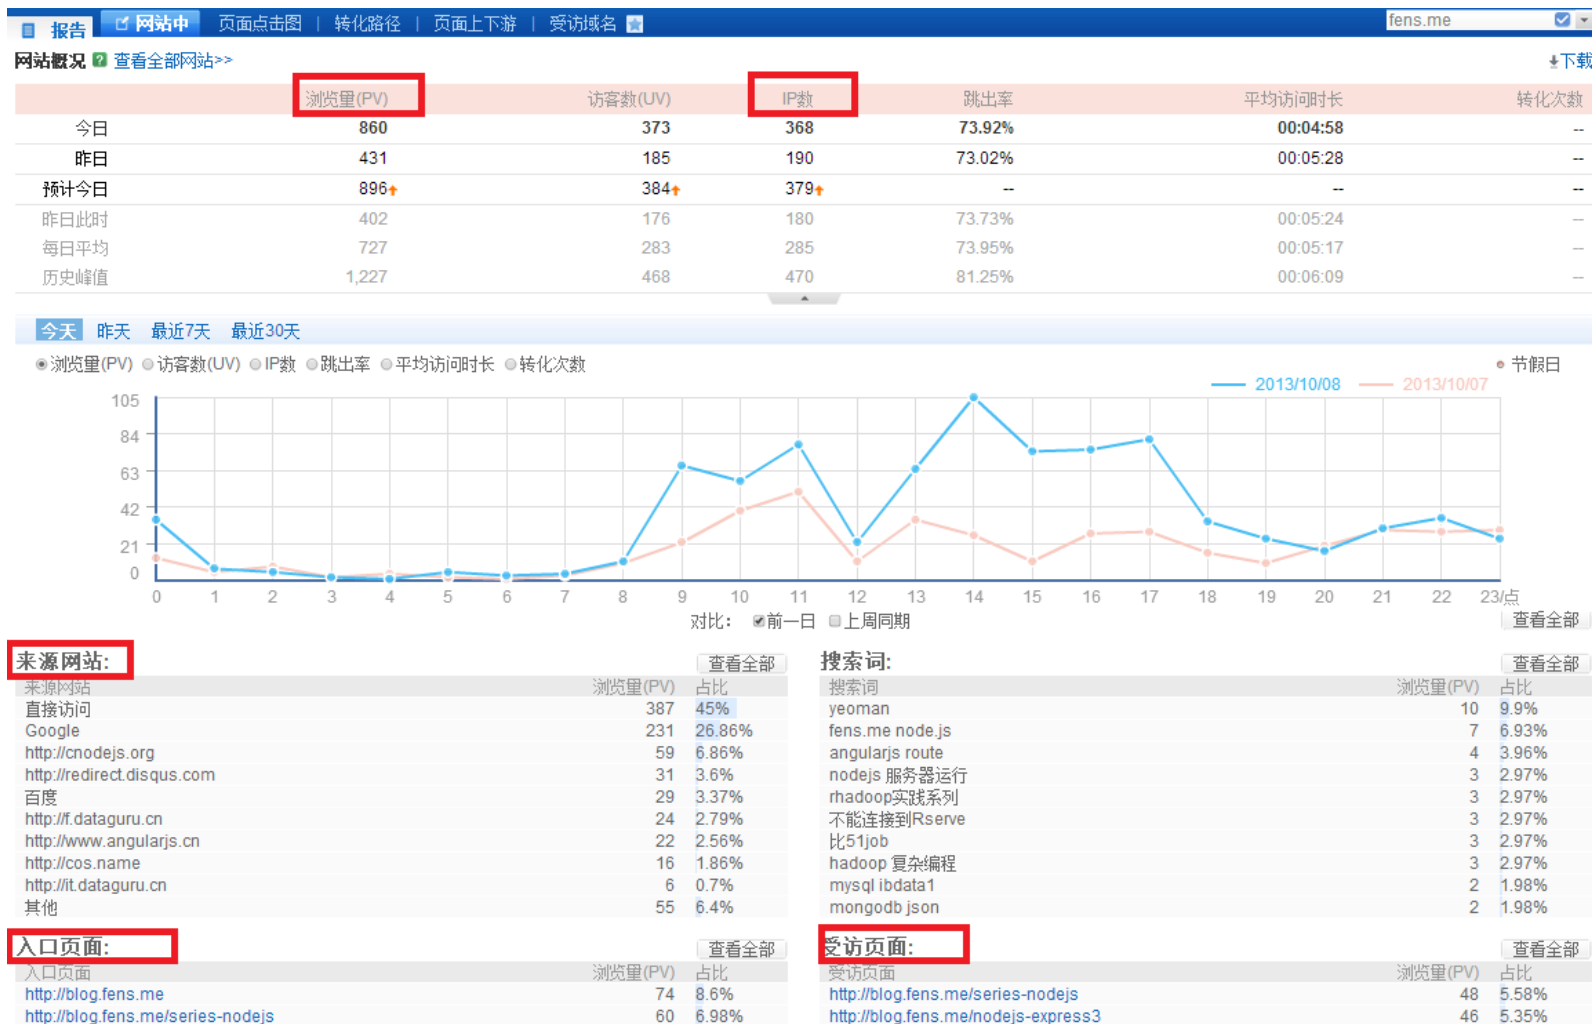 报告 网站中 页面点击图 | 转化路径 | 页面上下游 | 受访域名 fens.me
网站概况 ? 查看全部网站>> 下载
浏览量(PV) 访客数(UV) IP数 跳出率 平均访问时长 转化次数
今日 860 373 368 73.92% 00:04:58 --
昨日 431 185 190 73.02% 00:05:28 --
预计今日 896 384 379 -- -- --
昨日此时 402 176 180 73.73% 00:05:24 --
每日平均 727 283 285 73.95% 00:05:17 --
历史峰值 1,227 468 470 81.25% 00:06:09 --
今天 昨天 最近7天 最近30天
浏览量(PV) 访客数(UV) IP数 跳出率 平均访问时长 转化次数 节假日
2013/10/08 2013/10/07
105
84
63
42
21
0
0 1 2 3 4 5 6 7 8 9 10 11 12 13 14 15 16 17 18 19 20 21 22 23/点
对比： 前一日 上周同期 查看全部
来源网站: 查看全部
来源网站 浏览量(PV) 占比
直接访问 387 45%
Google 231 26.86%
http://cnodejs.org 59 6.86%
http://redirect.disqus.com 31 3.6%
百度 29 3.37%
http://f.dataguru.cn 24 2.79%
http://www.angularjs.cn 22 2.56%
http://cos.name 16 1.86%
http://it.dataguru.cn 6 0.7%
其他 55 6.4%
搜索词: 查看全部
搜索词 浏览量(PV) 占比
yeoman 10 9.9%
fens.me node.js 7 6.93%
angularjs route 4 3.96%
nodejs 服务器运行 3 2.97%
rhadoop实践系列 3 2.97%
不能连接到Rserve 3 2.97%
比51job 3 2.97%
hadoop 复杂编程 3 2.97%
mysql ibdata1 2 1.98%
mongodb json 2 1.98%
入口页面: 查看全部
入口页面 浏览量(PV) 占比
http://blog.fens.me 74 8.6%
http://blog.fens.me/series-nodejs 60 6.98%
受访页面: 查看全部
受访页面 浏览量(PV) 占比
http://blog.fens.me/series-nodejs 48 5.58%
http://blog.fens.me/nodejs-express3 46 5.35%